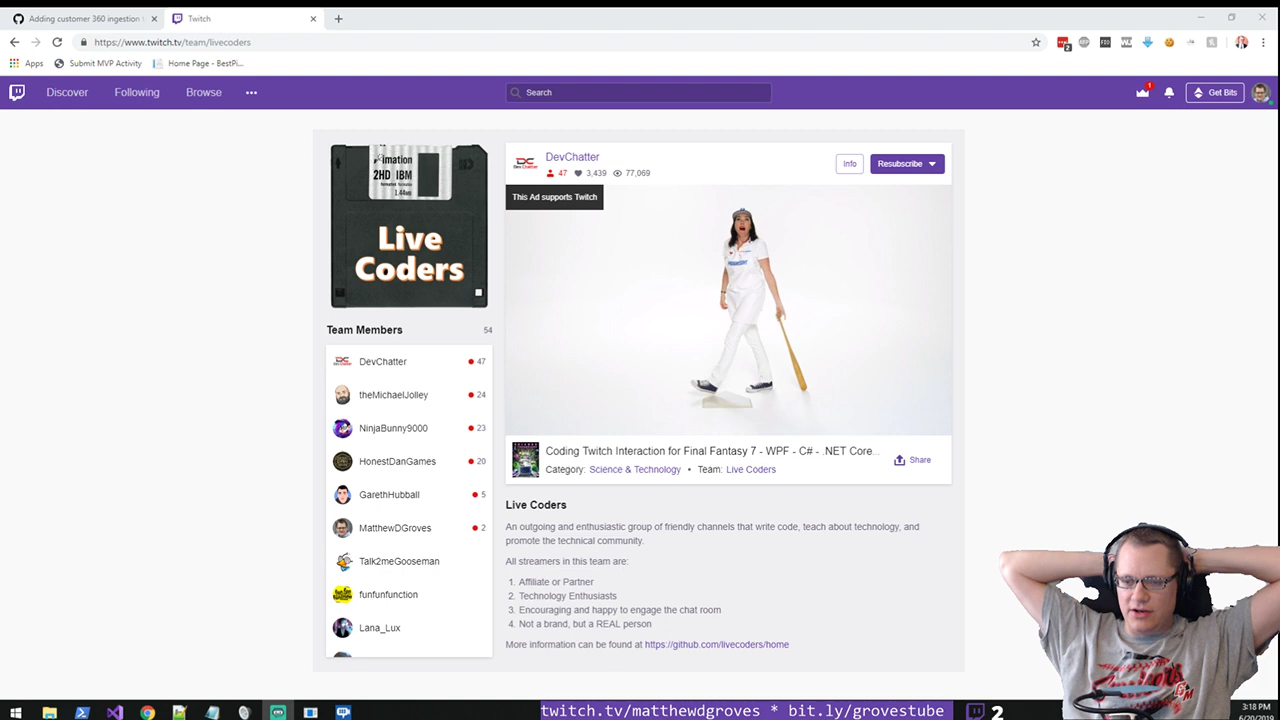 Adding customer 360 ingestion
Twitch
https://www.twitch.tv/team/livecoders
2
Apps
Submit MVP Activity
Home Page - BestPi...
Discover
Following
Browse
Search
1
Get Bits
imation
2HD IBM
1.44MB
HD
Live
Coders
DevChatter
47
3,439
77,069
Info
Resubscribe
This Ad supports Twitch
Team Members
54
DevChatter
47
theMichaelJolley
24
NinjaBunny9000
23
HonestDanGames
20
GarethHubball
5
MatthewDGroves
2
Talk2meGooseman
funfunfunction
Lana_Lux
Coding Twitch Interaction for Final Fantasy 7 - WPF - C# - .NET Core...
Category: Science & Technology • Team: Live Coders
Share
Live Coders
An outgoing and enthusiastic group of friendly channels that write code, teach about technology, and
promote the technical community.
All streamers in this team are:
1. Affiliate or Partner
2. Technology Enthusiasts
3. Encouraging and happy to engage the chat room
4. Not a brand, but a REAL person
More information can be found at https://github.com/livecoders/home
twitch.tv/matthewdgroves * bit.ly/grovestube
2
3:18 PM